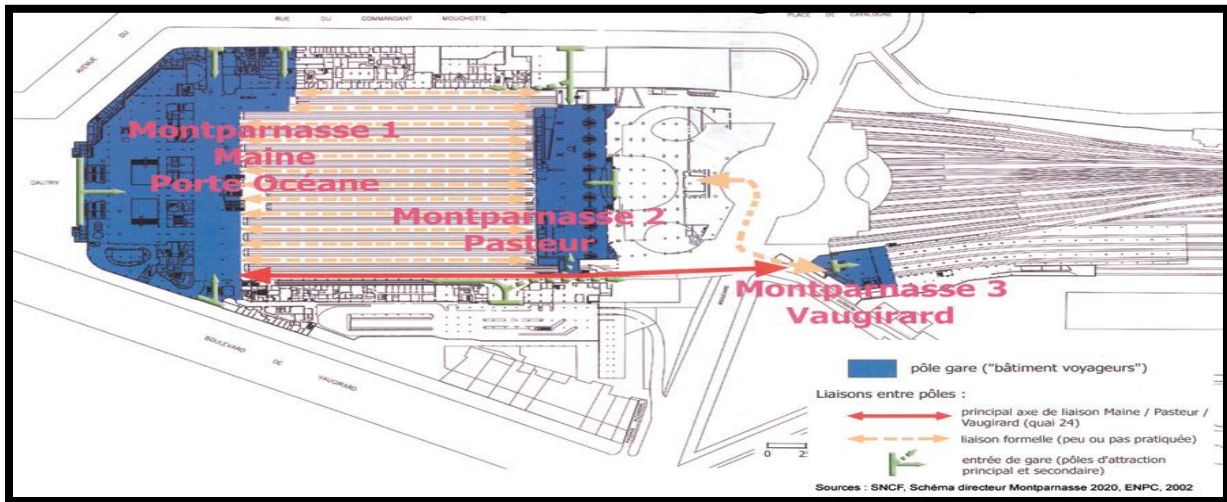 RUE DU COMMANDANT MOUCHOTTE
PLACE DE CATALOGNE
AVENUE DU
DAUTRY
Montparnasse 1
Maine
Porte Océane
Montparnasse 2
Pasteur
Montparnasse 3
Vaugirard
BOULEVARD DE VAUGIRARD
pôle gare ("bâtiment voyageurs")
Liaisons entre pôles :
principal axe de liaison Maine / Pasteur /
Vaugirard (quai 24)
liaison formelle (peu ou pas pratiquée)
entrée de gare (pôles d'attraction
principal et secondaire)
0 2
Sources : SNCF, Schéma directeur Montparnasse 2020, ENPC, 2002